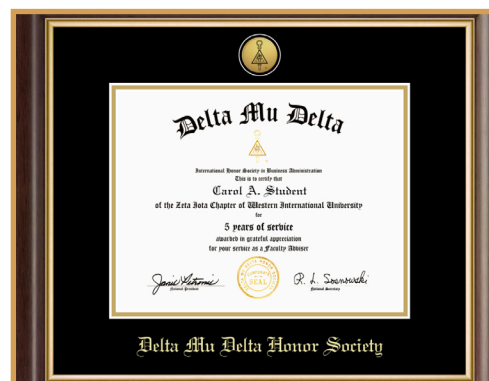 Delta Mu Delta
International Honor Society in Business Administration
This is to certify that
Carol A. Student
of the Zeta Iota Chapter of Western International University
for
5 years of service
awarded in grateful appreciation
for your service as a Faculty Adviser
National President
R. L. Sosnowski
National Secretary
SEAL
Delta Mu Delta Honor Society